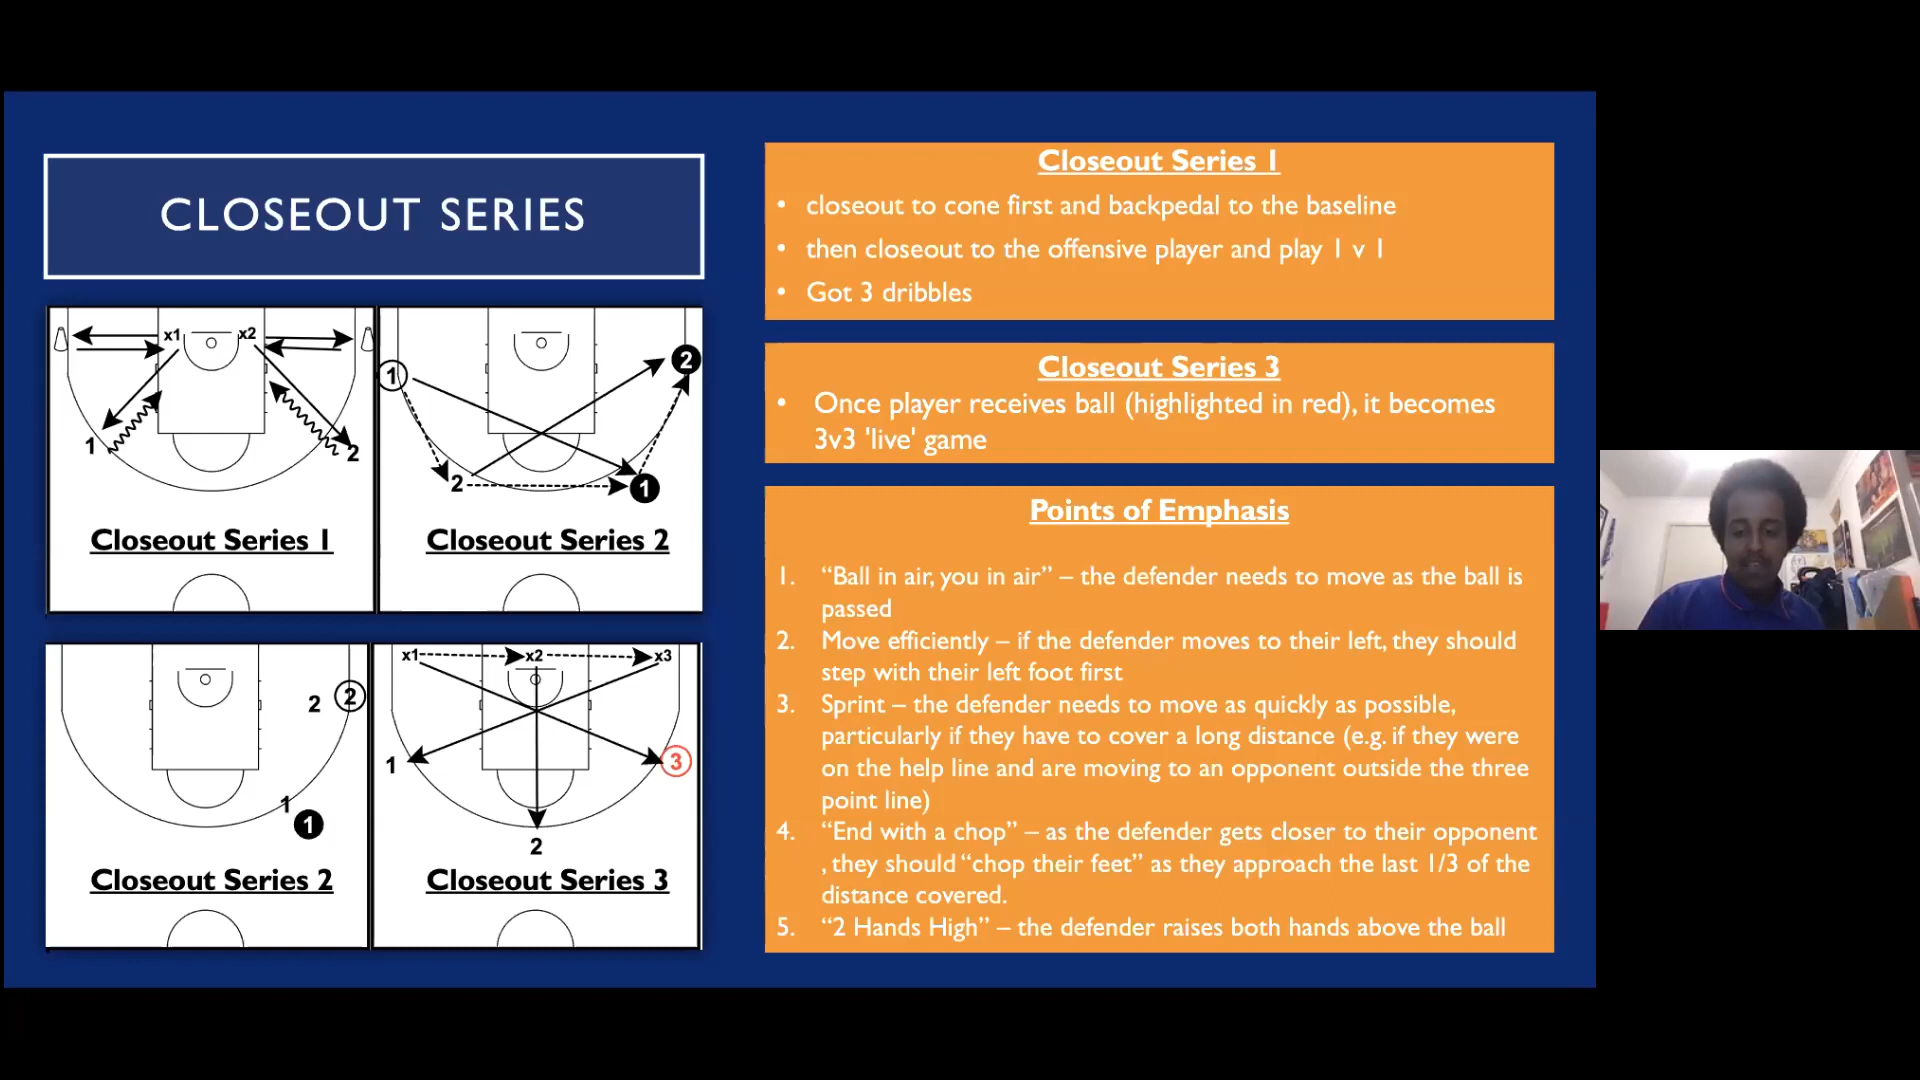 CLOSEOUT SERIES
x1 x2
1 2
Closeout Series 1
1 2
2 1
Closeout Series 2
2 2
1 1
Closeout Series 2
x1 x2 x3
1 3
2
Closeout Series 3
Closeout Series 1
• closeout to cone first and backpedal to the baseline
• then closeout to the offensive player and play 1 v 1
• Got 3 dribbles
Closeout Series 3
• Once player receives ball (highlighted in red), it becomes
3v3 'live' game
Points of Emphasis
1. “Ball in air, you in air” – the defender needs to move as the ball is
passed
2. Move efficiently – if the defender moves to their left, they should
step with their left foot first
3. Sprint – the defender needs to move as quickly as possible,
particularly if they have to cover a long distance (e.g. if they were
on the help line and are moving to an opponent outside the three
point line)
4. “End with a chop” – as the defender gets closer to their opponent
, they should “chop their feet” as they approach the last 1/3 of the
distance covered.
5. “2 Hands High” – the defender raises both hands above the ball